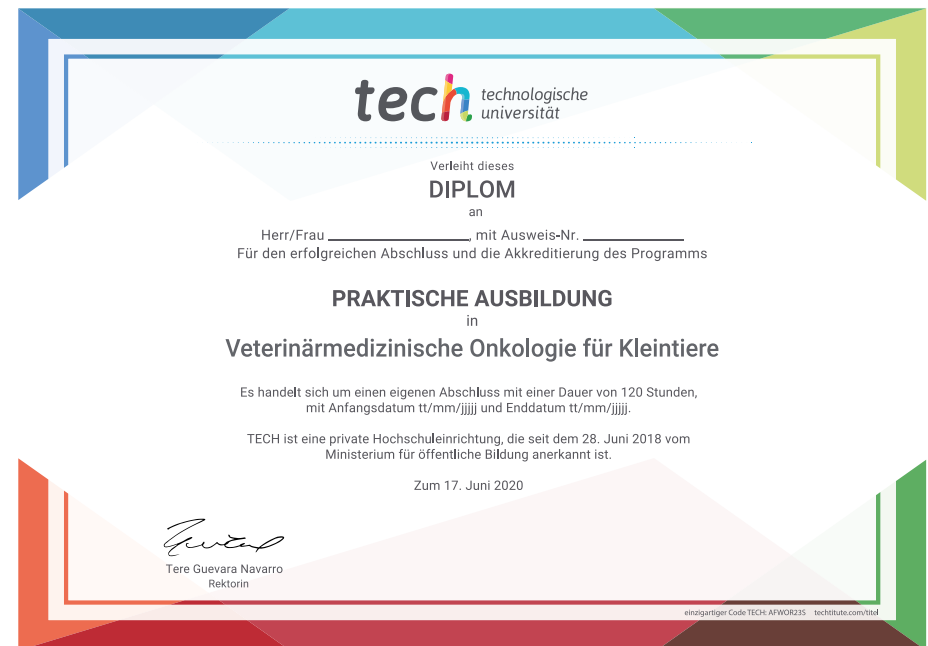 tech technologische
universität
Verleiht dieses
DIPLOM
an
Herr/Frau ____________________, mit Ausweis-Nr. ______________
Für den erfolgreichen Abschluss und die Akkreditierung des Programms
PRAKTISCHE AUSBILDUNG
in
Veterinärmedizinische Onkologie für Kleintiere
Es handelt sich um einen eigenen Abschluss mit einer Dauer von 120 Stunden,
mit Anfangsdatum tt/mm/jjjjj und Enddatum tt/mm/jjjjj.
TECH ist eine private Hochschuleinrichtung, die seit dem 28. Juni 2018 vom
Ministerium für öffentliche Bildung anerkannt ist.
Zum 17. Juni 2020
Tere Guevara Navarro
Rektorin
einzigartiger Code TECH: AFWOR23S techtitute.com/titel